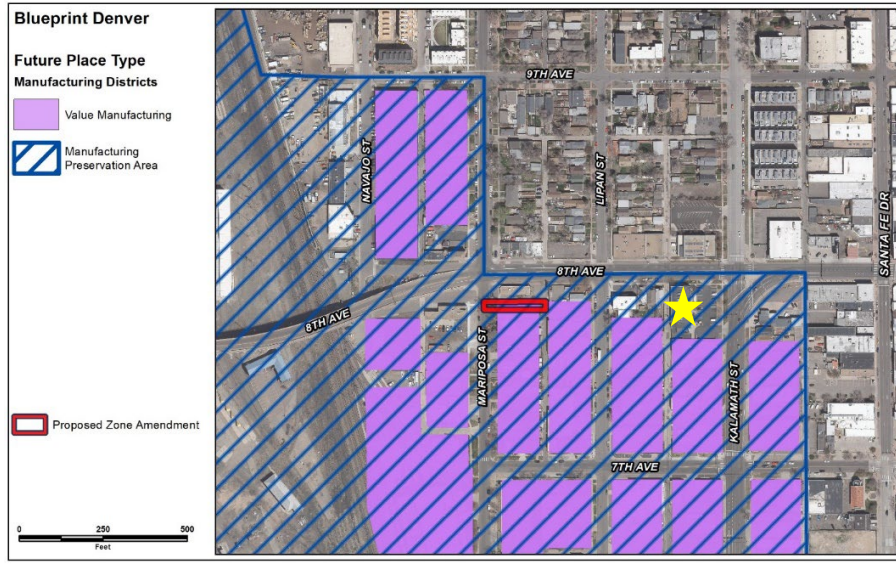 Blueprint Denver
Future Place Type
Manufacturing Districts
Value Manufacturing
Manufacturing
Preservation Area
Proposed Zone Amendment
0 250 500
Feet
9TH AVE
NAVAJO ST
LIPAN ST
SANTA FE DR
8TH AVE
8TH AVE
MARIPOSA ST
KALAMATH ST
7TH AVE